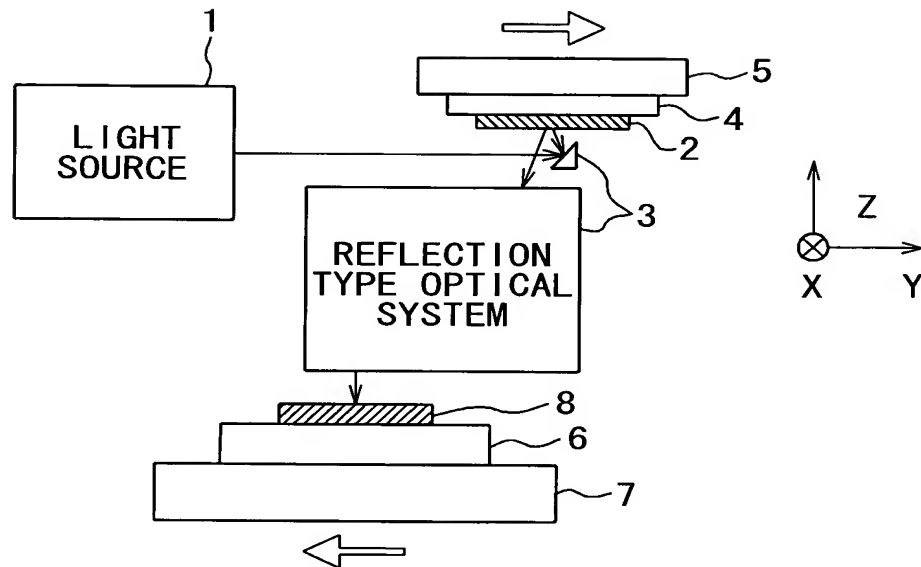 1
LIGHT
SOURCE
5
4
2
3
REFLECTION
TYPE OPTICAL
SYSTEM
Z
X
Y
8
6
7